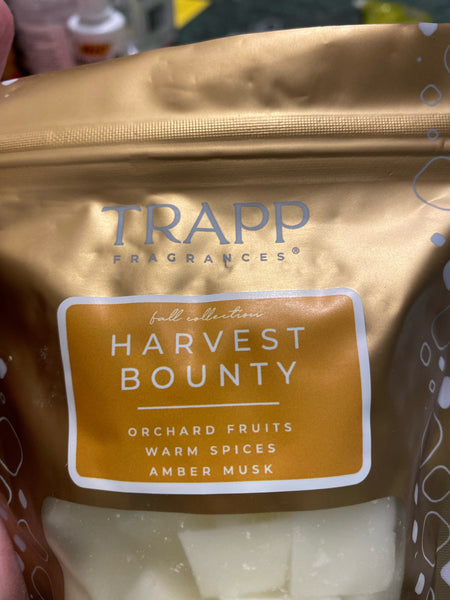 TRAPP
FRAGRANCES®
fall collection
HARVEST
BOUNTY
ORCHARD FRUITS
WARM SPICES
AMBER MUSK